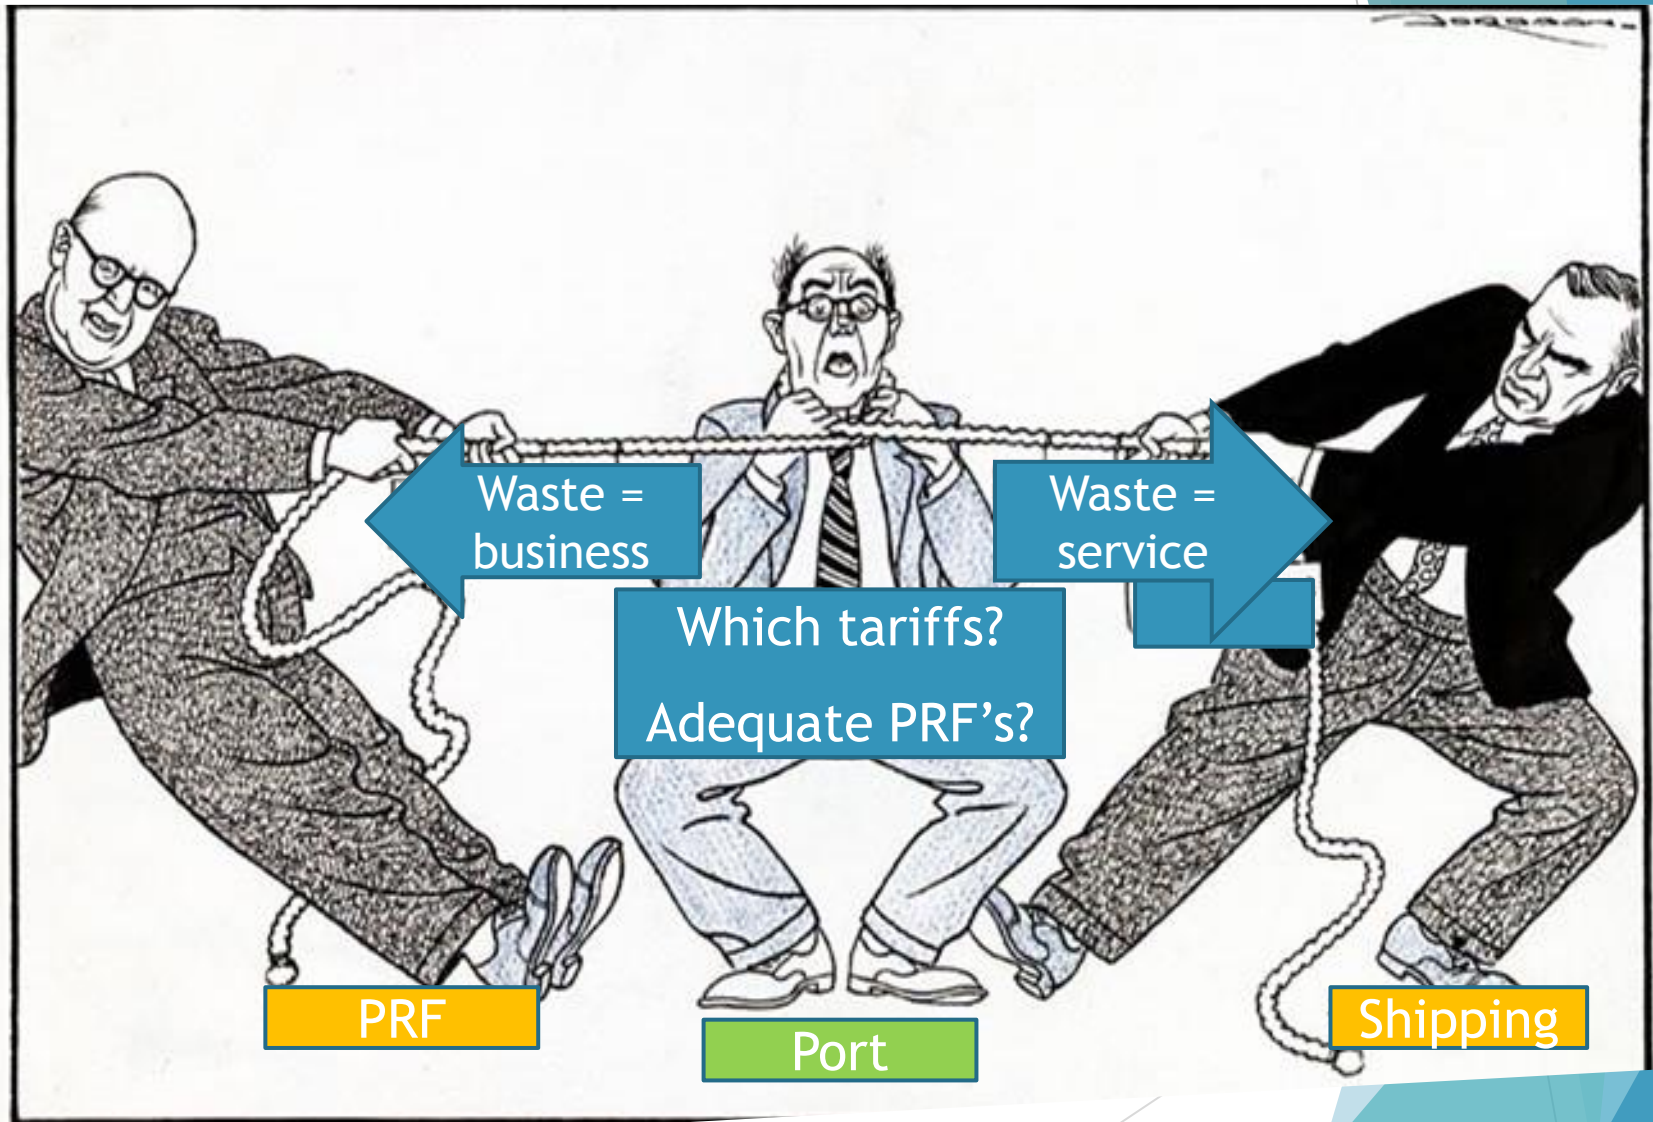 Waste =
business
Waste =
service
Which tariffs?
Adequate PRF’s?
PRF
Port
Shipping